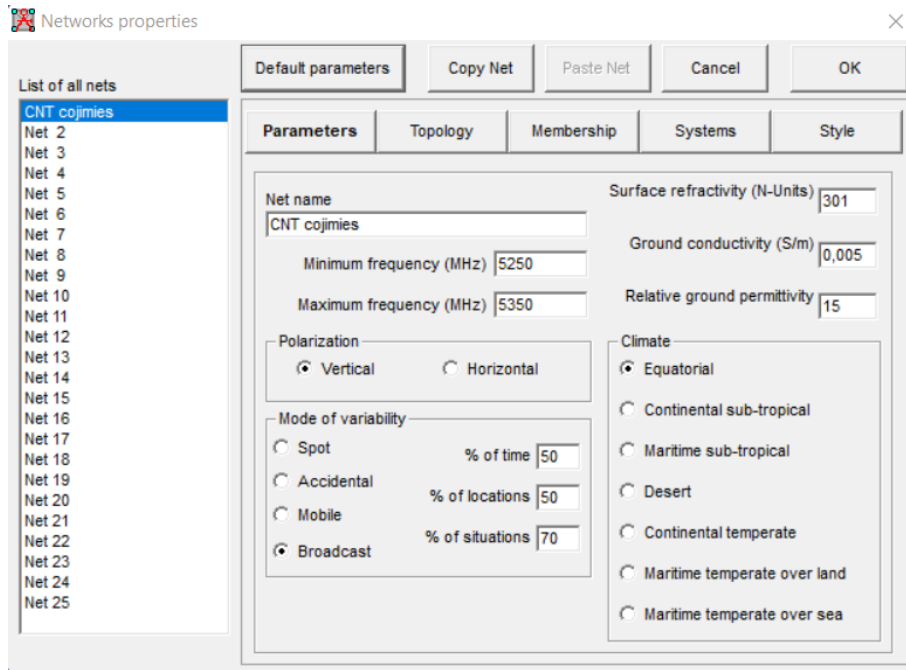 Networks properties
List of all nets
CNT cojimies
Net 2
Net 3
Net 4
Net 5
Net 6
Net 7
Net 8
Net 9
Net 10
Net 11
Net 12
Net 13
Net 14
Net 15
Net 16
Net 17
Net 18
Net 19
Net 20
Net 21
Net 22
Net 23
Net 24
Net 25
Default parameters Copy Net Paste Net Cancel OK
Parameters Topology Membership Systems Style
Net name
CNT cojimies
Minimum frequency (MHz) 5250
Maximum frequency (MHz) 5350
Polarization
Vertical Horizontal
Mode of variability
Spot
Accidental
Mobile
Broadcast
% of time 50
% of locations 50
% of situations 70
Surface refractivity (N-Units) 301
Ground conductivity (S/m) 0,005
Relative ground permittivity 15
Climate
Equatorial
Continental sub-tropical
Maritime sub-tropical
Desert
Continental temperate
Maritime temperate over land
Maritime temperate over sea